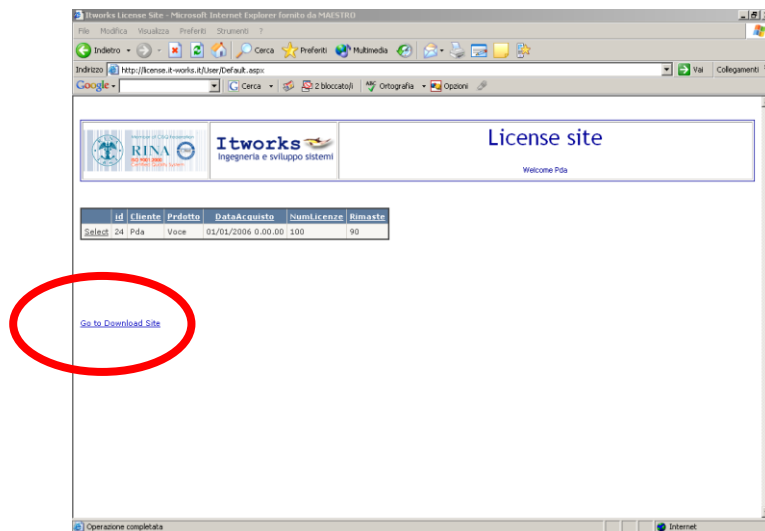 Itworks License Site - Microsoft Internet Explorer fornito da MAESTRO
File Modifica Visualizza Preferiti Strumenti ?
Indietro Cerca Preferiti Multimedia
Indirizzo http://license.it-works.it/User/Default.aspx Vai Collegamenti
Google Cerca 2 bloccato/i ABC Ortografia Opzioni
RINA
Itworks
Ingegneria e sviluppo sistemi
License site
Welcome Pda
id Cliente Prdotto DataAcquisto NumLicenze Rimaste
Select 24 Pda Voce 01/01/2006 0.00.00 100 90
Go to Download Site
Operazione completata Internet